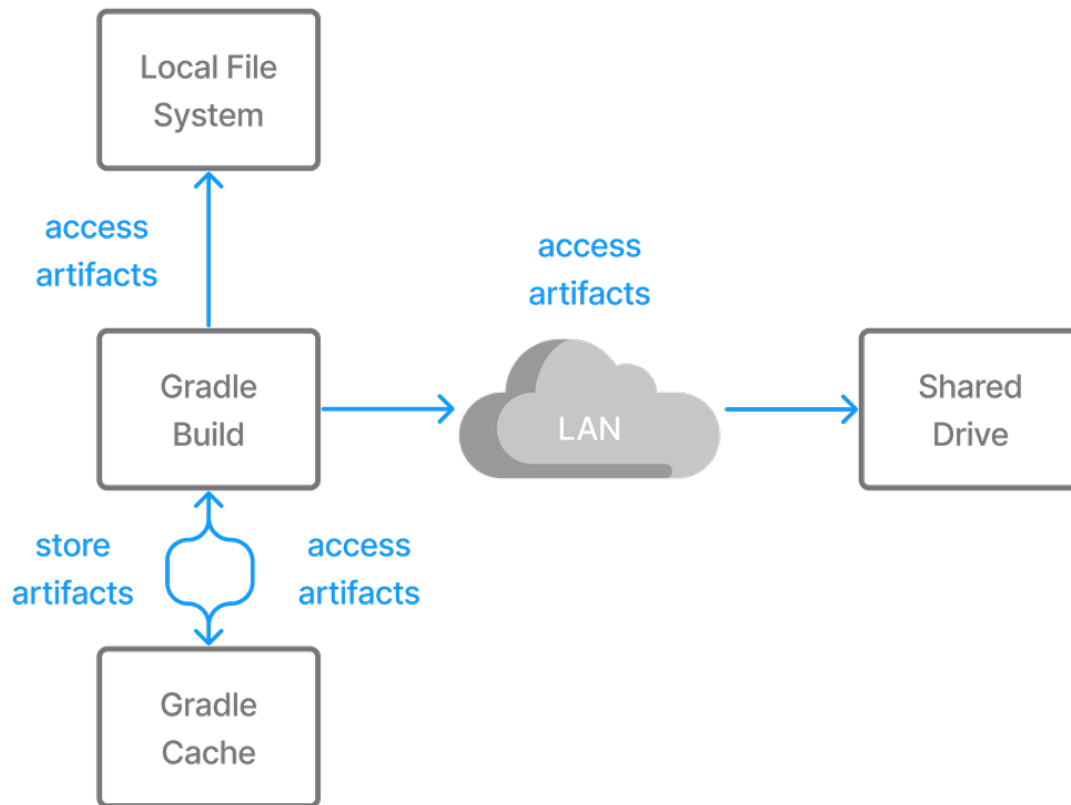 Local File
System
access
artifacts
access
artifacts
Gradle
Build
LAN
Shared
Drive
store
artifacts
access
artifacts
Gradle
Cache